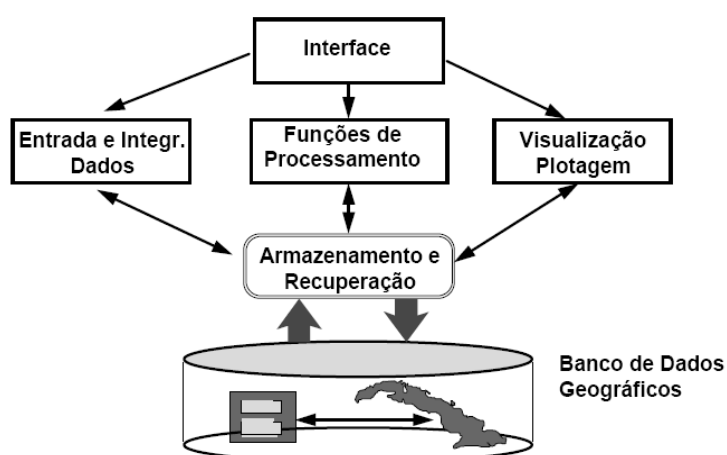 Interface
Entrada e Integr.
Dados
Funções de
Processamento
Visualização
Plotagem
Armazenamento e
Recuperação
Banco de Dados
Geográficos